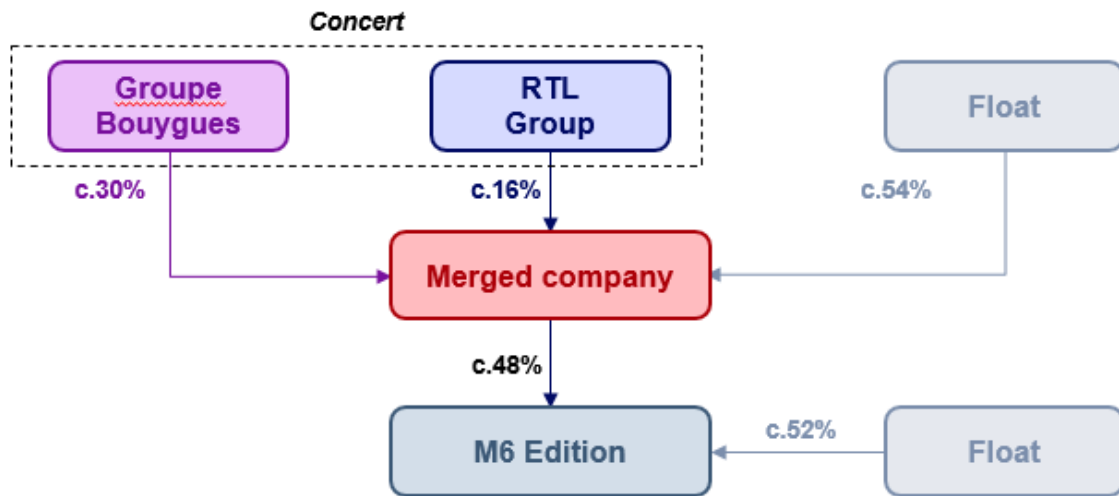 Concert
Groupe
Bouygues
RTL
Group
Float
c.30%
c.16%
c.54%
Merged company
c.48%
M6 Edition
c.52%
Float